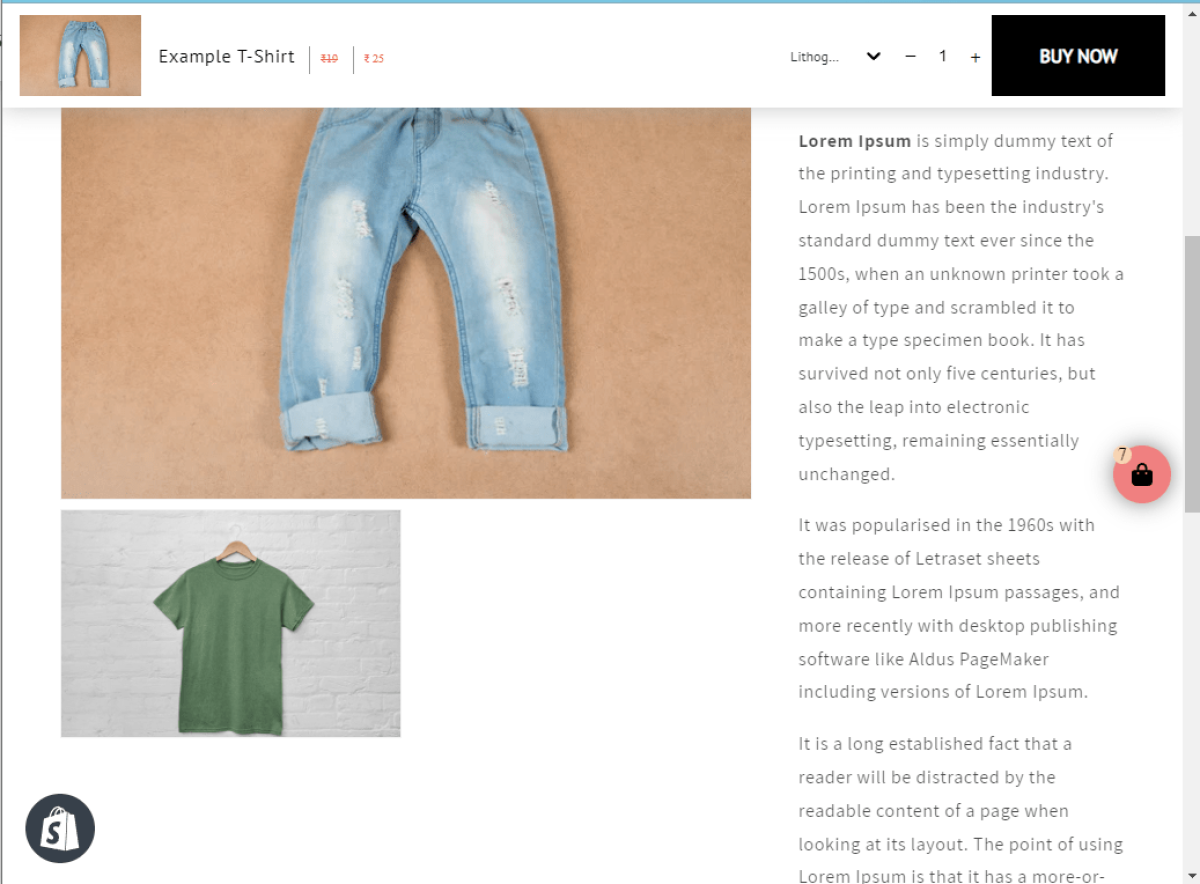 Example T-Shirt
₹19
₹ 25
Lithog...
1
BUY NOW
Lorem Ipsum is simply dummy text of
the printing and typesetting industry.
Lorem Ipsum has been the industry's
standard dummy text ever since the
1500s, when an unknown printer took a
galley of type and scrambled it to
make a type specimen book. It has
survived not only five centuries, but
also the leap into electronic
typesetting, remaining essentially
unchanged.
7
It was popularised in the 1960s with
the release of Letraset sheets
containing Lorem Ipsum passages, and
more recently with desktop publishing
software like Aldus PageMaker
including versions of Lorem Ipsum.
It is a long established fact that a
reader will be distracted by the
readable content of a page when
looking at its layout. The point of using
Lorem Ipsum is that it has a more-or-